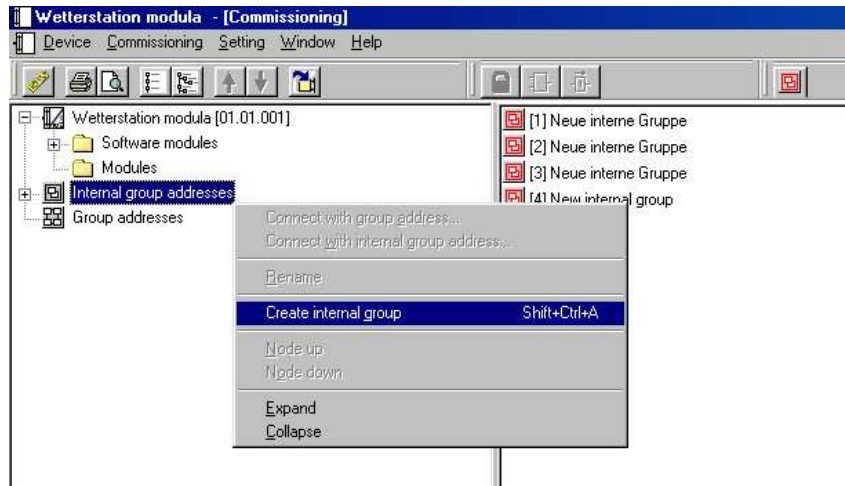 Wetterstation modula - [Commissioning]
Device Commissioning Setting Window Help
Wetterstation modula [01.01.001]
Software modules
Modules
Internal group addresses
Group addresses
[1] Neue interne Gruppe
[2] Neue interne Gruppe
[3] Neue interne Gruppe
[4] New internal group
Connect with group address...
Connect with internal group address...
Rename
Create internal group Shift+Ctrl+A
Node up
Node down
Expand
Collapse